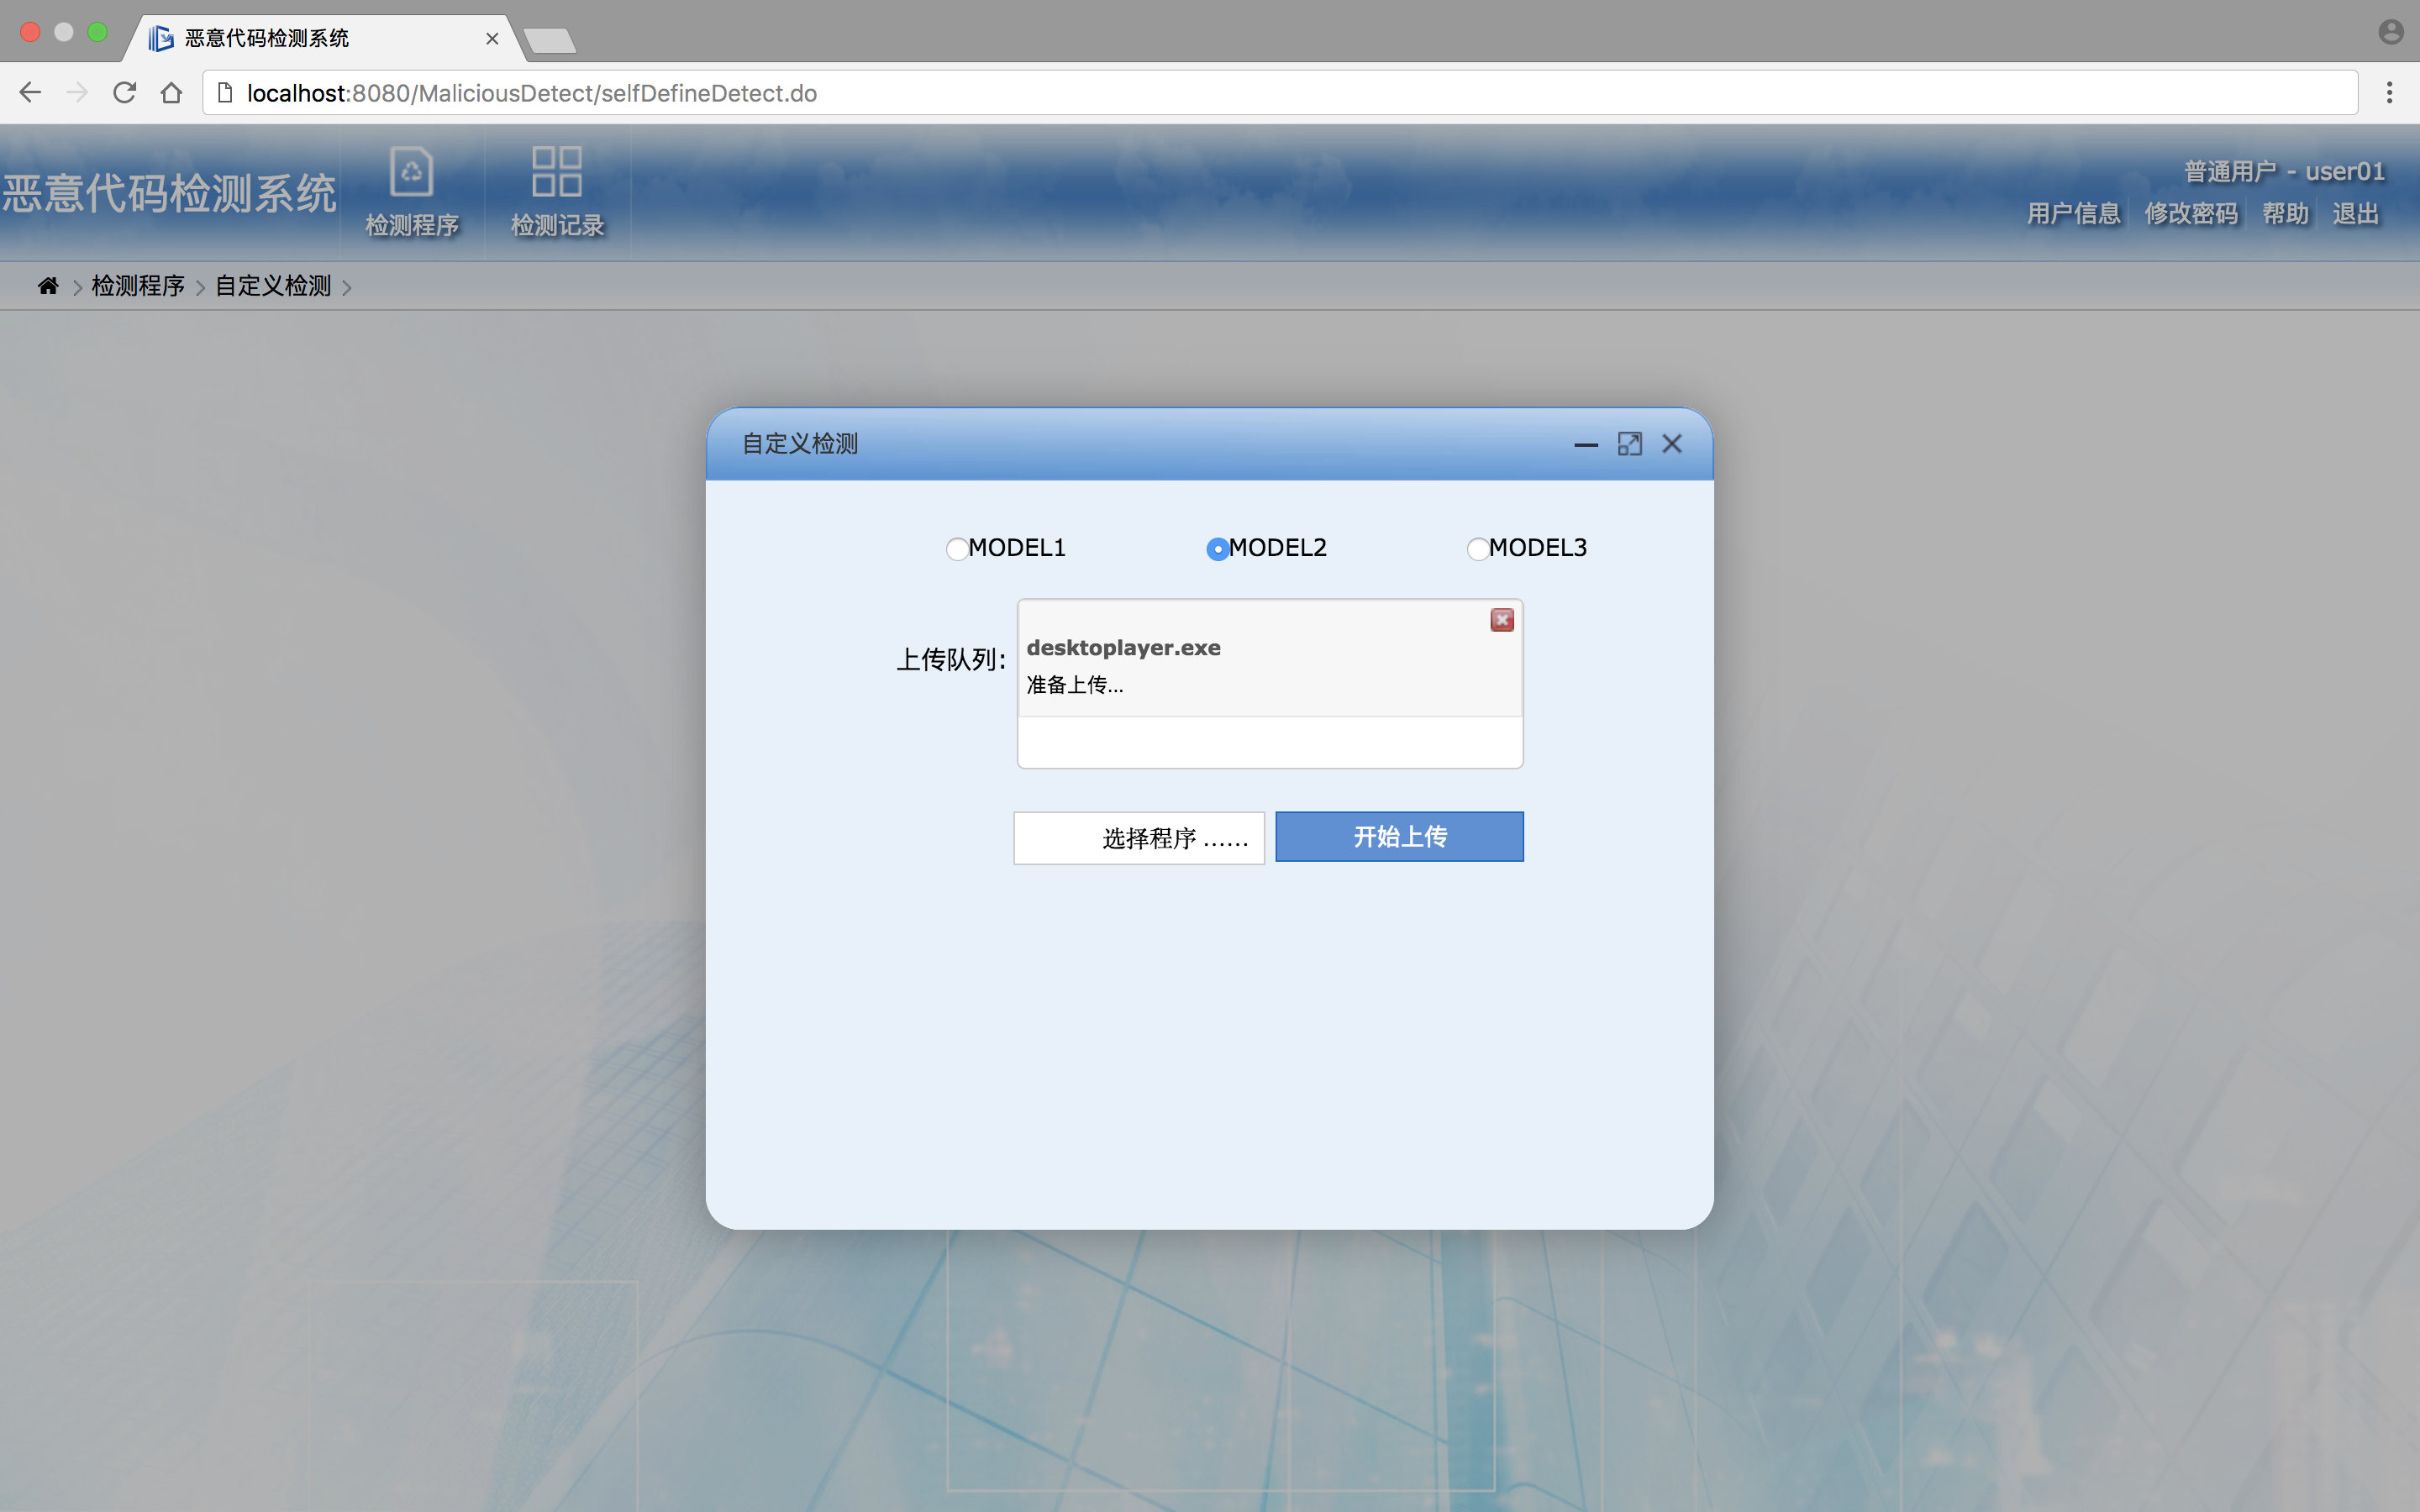 恶意代码检测系统
localhost:8080/MaliciousDetect/selfDefineDetect.do
恶意代码检测系统
检测程序
检测记录
普通用户 - user01
用户信息 修改密码 帮助 退出
检测程序 > 自定义检测 >
自定义检测
MODEL1 MODEL2 MODEL3
上传队列:
desktoplayer.exe
准备上传...
选择程序 ......
开始上传